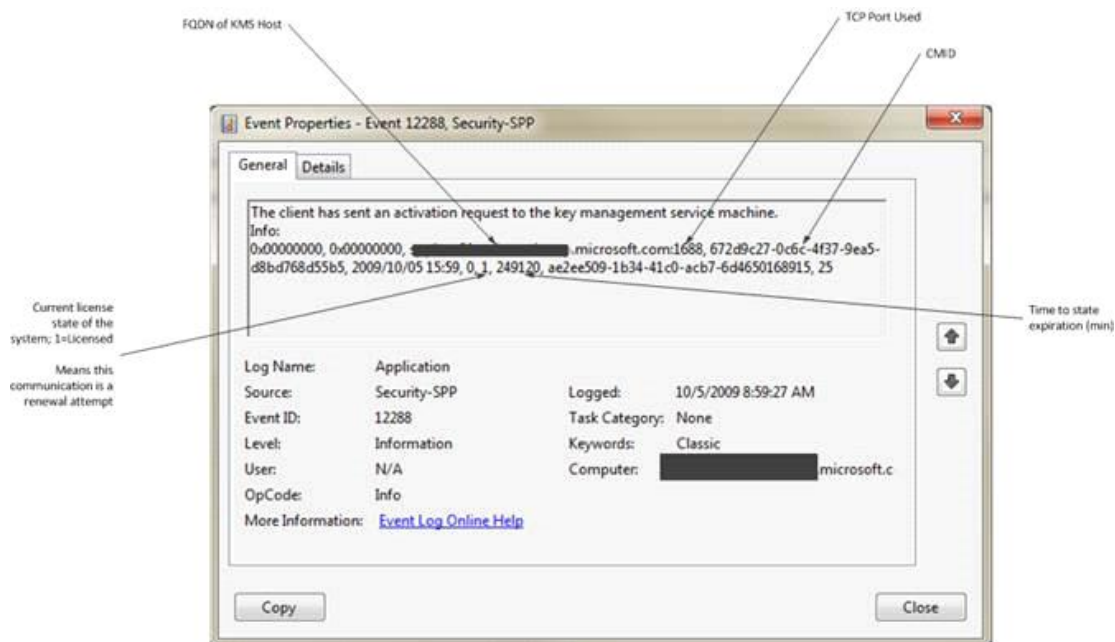 FQDN of KMS Host
TCP Port Used
CMID
Event Properties - Event 12288, Security-SPP
General
Details
The client has sent an activation request to the key management service machine.
Info:
0x00000000, 0x00000000, .microsoft.com:1688, 672d9c27-0c6c-4f37-9ea5-
d8bd768d55b5, 2009/10/05 15:59, 0, 1, 249120, ae2ee509-1b34-41c0-acb7-6d4650168915, 25
Current license
state of the
system; 1=Licensed
Means this
communication is a
renewal attempt
Time to state
expiration (min)
Log Name: Application
Source: Security-SPP Logged: 10/5/2009 8:59:27 AM
Event ID: 12288 Task Category: None
Level: Information Keywords: Classic
User: N/A Computer: .microsoft.c
OpCode: Info
More Information: Event Log Online Help
Copy
Close